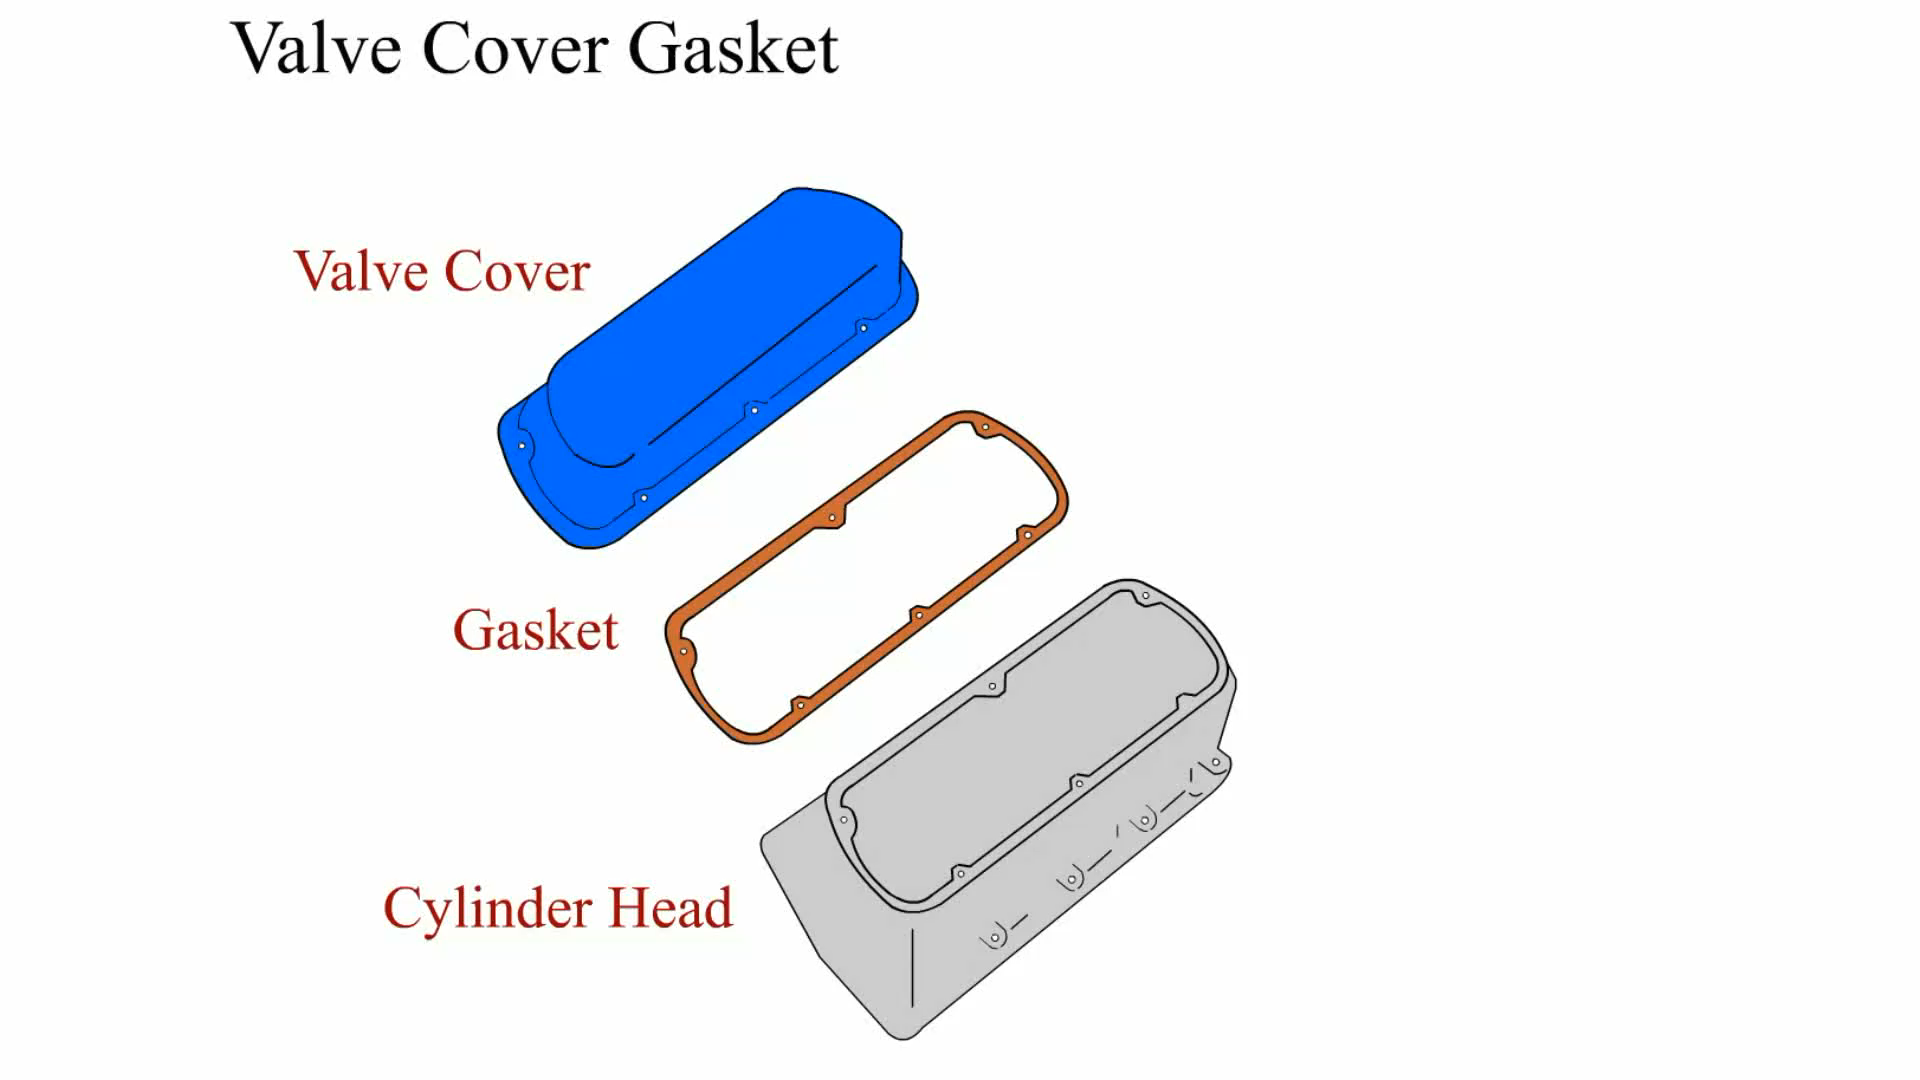 Valve Cover Gasket
Valve Cover
Gasket
Cylinder Head